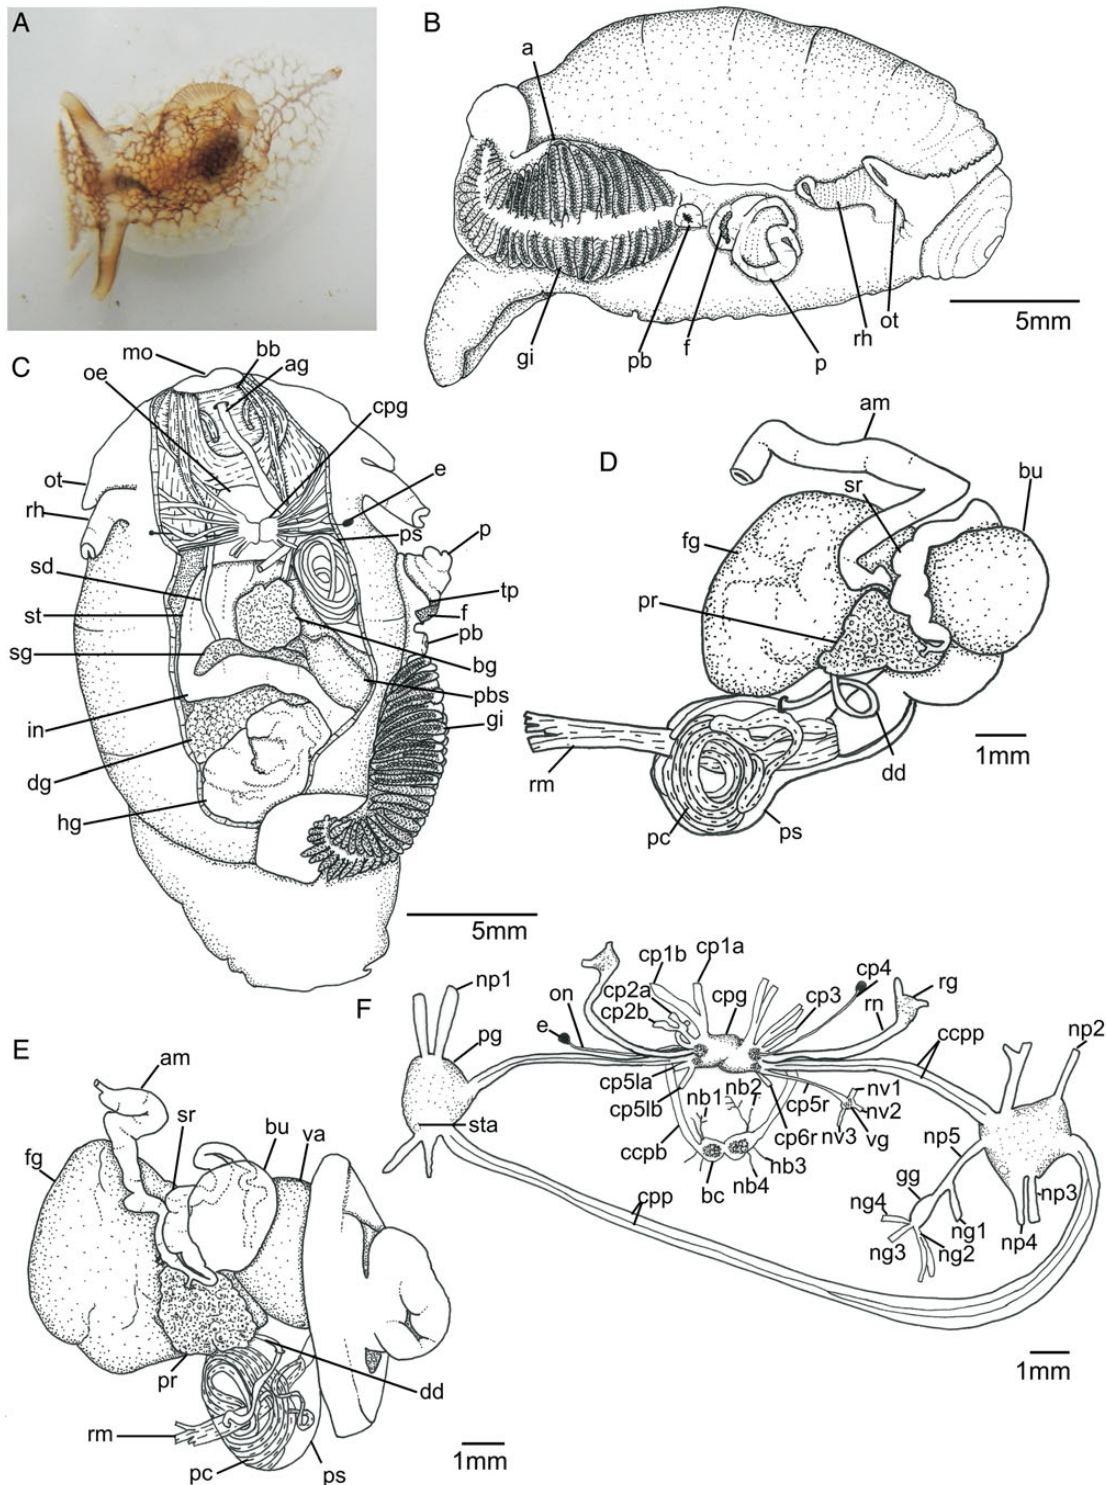 A
B
a
gi
pb
f
p
rh
ot
5mm
C
mo
bb
ag
oe
cpg
ot
e
rh
ps
p
sd
tp
st
f
pb
sg
bg
pbs
in
gi
dg
hg
5mm
D
am
sr
bu
fg
pr
rm
dd
pc
ps
1mm
E
am
sr
bu
va
fg
pr
dd
rm
pc
ps
1mm
F
np1
cp1b
cp1a
cp4
on
cp2a
cpg
cp3
rg
cp2b
rn
np2
e
pg
ccpp
cp5la
nb1
nb2
cp5r
nv1
cp5lb
nv2
sta
ccpb
cp6r
nv3
vg
np5
bc
nb4
nb3
gg
np3
cpp
ng4
ng1
np4
ng3
ng2
1mm